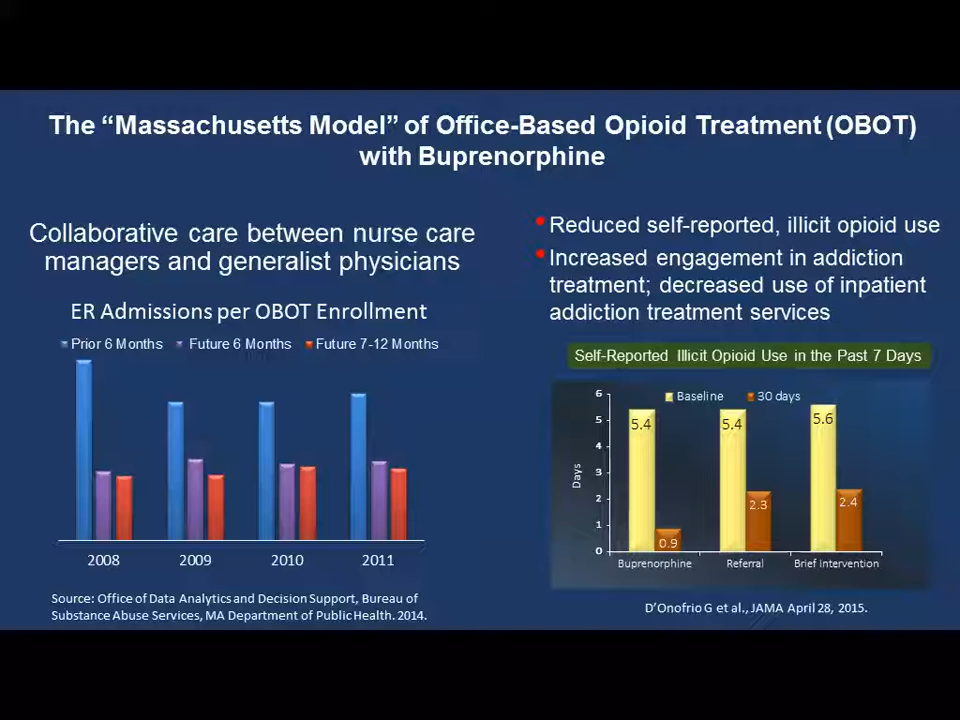 The “Massachusetts Model” of Office-Based Opioid Treatment (OBOT)
with Buprenorphine
Collaborative care between nurse care
managers and generalist physicians
ER Admissions per OBOT Enrollment
Prior 6 Months Future 6 Months Future 7-12 Months
2008 2009 2010 2011
Source: Office of Data Analytics and Decision Support, Bureau of
Substance Abuse Services, MA Department of Public Health. 2014.
• Reduced self-reported, illicit opioid use
• Increased engagement in addiction
treatment; decreased use of inpatient
addiction treatment services
Self-Reported Illicit Opioid Use in the Past 7 Days
Baseline 30 days
Days
6
5
4
3
2
1
0
5.4 0.9 5.4 2.3 5.6 2.4
Buprenorphine Referral Brief Intervention
D’Onofrio G et al., JAMA April 28, 2015.